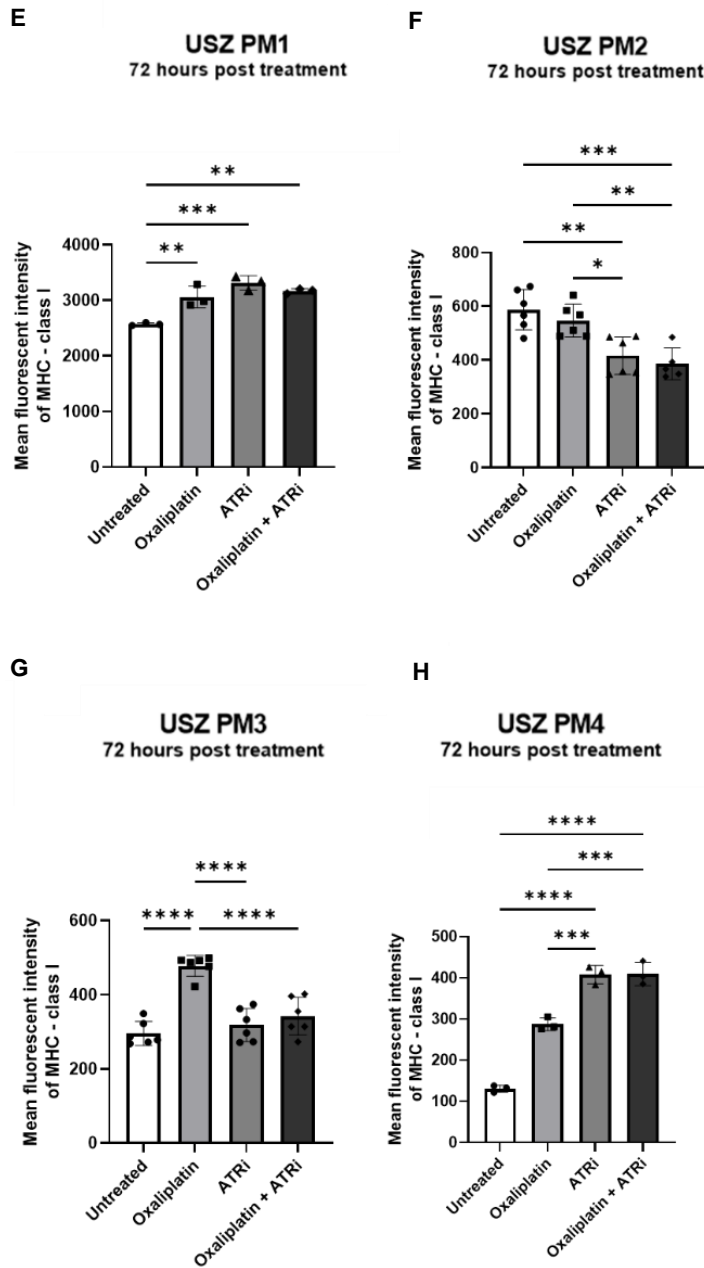 E
USZ PM1
72 hours post treatment
**
***
**
Mean fluorescent intensity
of MHC - class I
4000
3000
2000
1000
0
Untreated
Oxaliplatin
ATRi
Oxaliplatin + ATRi
F
USZ PM2
72 hours post treatment
***
**
**
*
Mean fluorescent intensity
of MHC - class I
800
600
400
200
0
Untreated
Oxaliplatin
ATRi
Oxaliplatin + ATRi
G
USZ PM3
72 hours post treatment
****
****
****
Mean fluorescent intensity
of MHC - class I
600
400
200
0
Untreated
Oxaliplatin
ATRi
Oxaliplatin + ATRi
H
USZ PM4
72 hours post treatment
****
***
****
***
Mean fluorescent intensity
of MHC - class I
500
400
300
200
100
0
Untreated
Oxaliplatin
ATRi
Oxaliplatin + ATRi